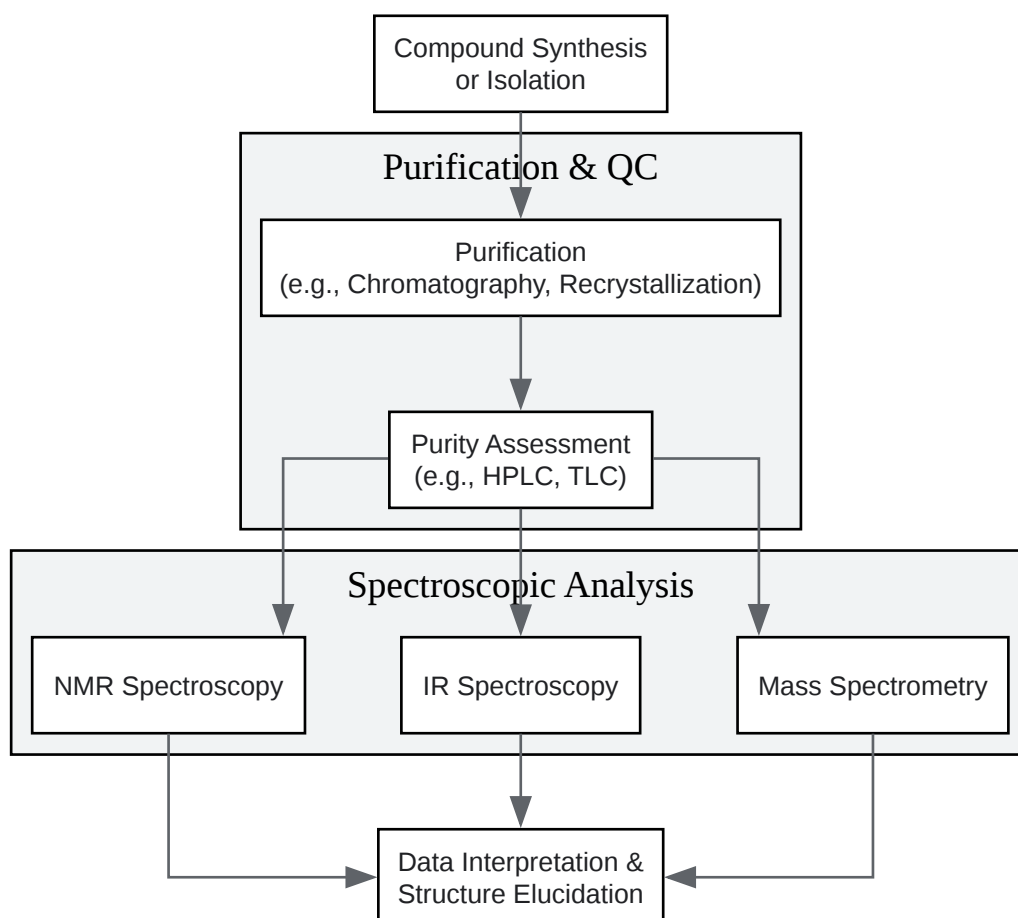 Compound Synthesis
or Isolation
Purification & QC
Purification
(e.g., Chromatography, Recrystallization)
Purity Assessment
(e.g., HPLC, TLC)
Spectroscopic Analysis
NMR Spectroscopy
IR Spectroscopy
Mass Spectrometry
Data Interpretation &
Structure Elucidation